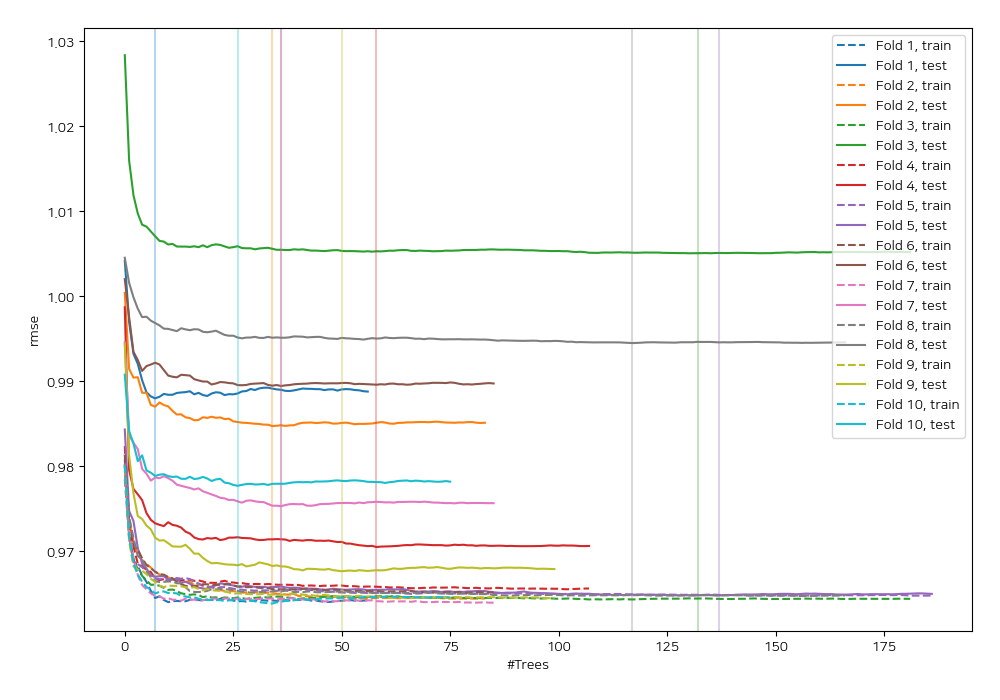 1.03
1.02
1.01
1.00
0.99
0.98
0.97
rmse
0
25
50
75
100
125
150
175
#Trees
Fold 1, train
Fold 1, test
Fold 2, train
Fold 2, test
Fold 3, train
Fold 3, test
Fold 4, train
Fold 4, test
Fold 5, train
Fold 5, test
Fold 6, train
Fold 6, test
Fold 7, train
Fold 7, test
Fold 8, train
Fold 8, test
Fold 9, train
Fold 9, test
Fold 10, train
Fold 10, test